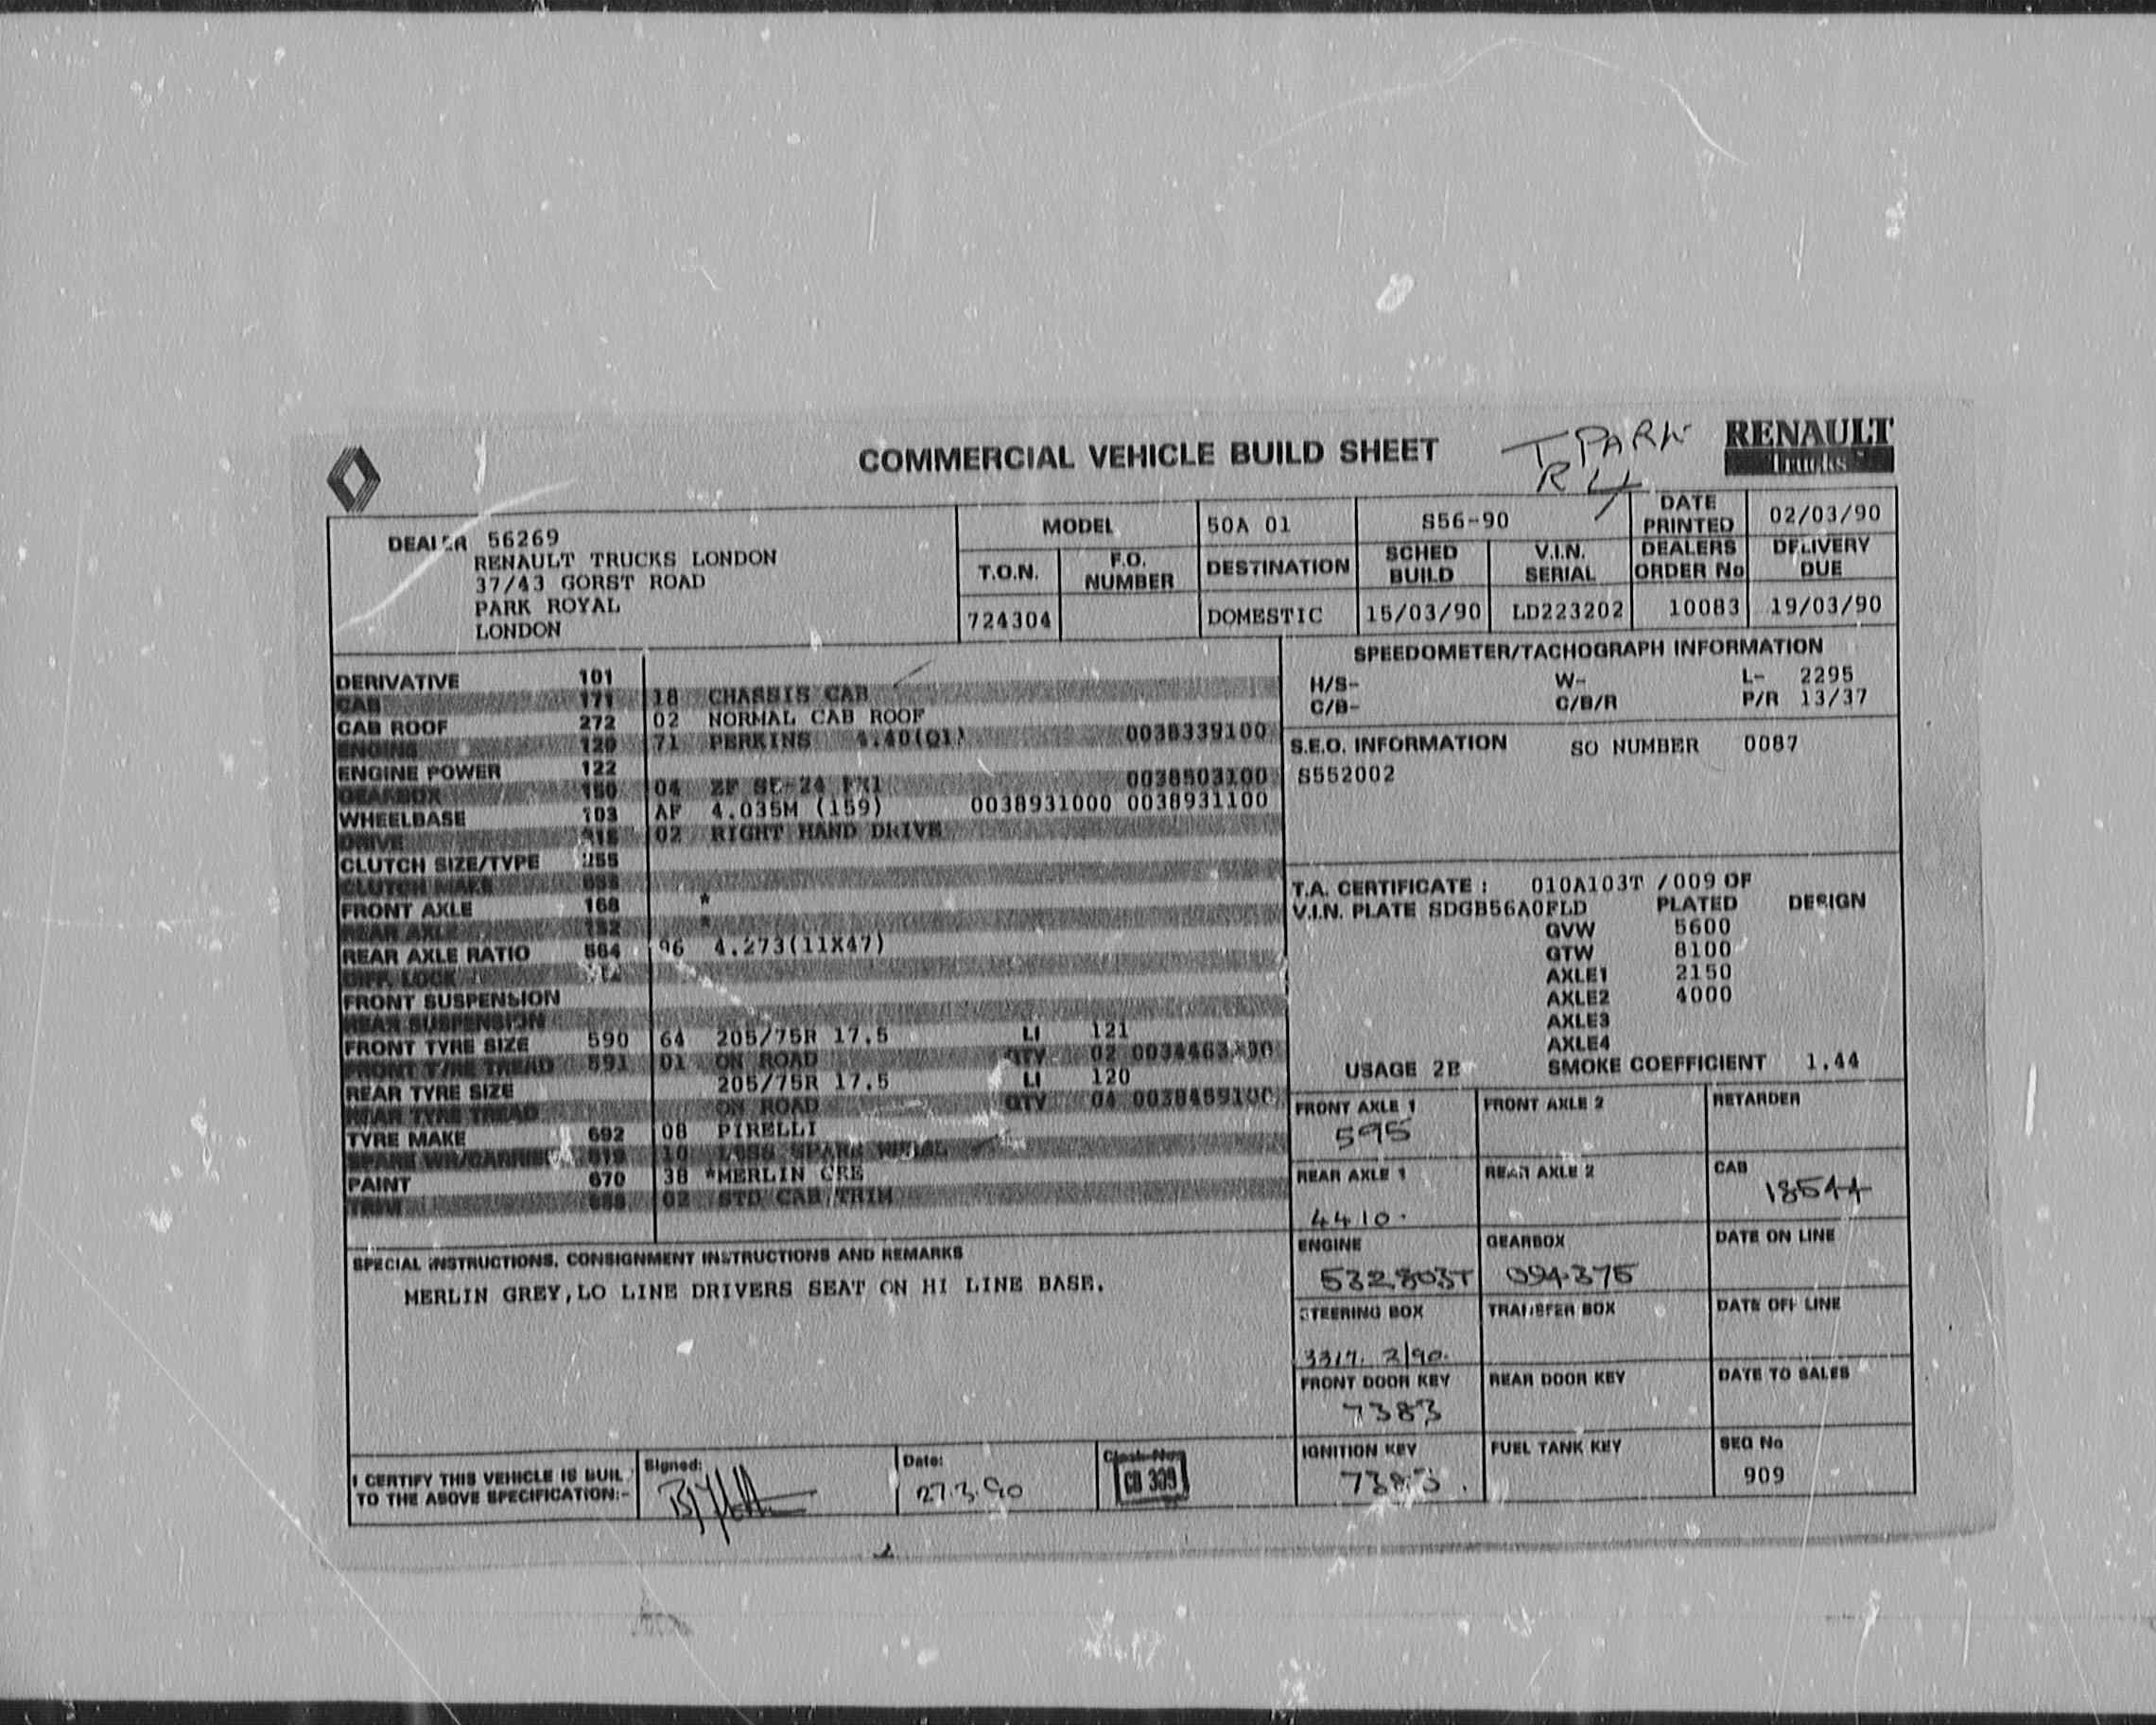 COMMERCIAL VEHICLE BUILD SHEET
T PARK
R4
RENAULT
Trucks
DEALER 56269
RENAULT TRUCKS LONDON
37/43 GORST ROAD
PARK ROYAL
LONDON
MODEL 50A 01 S56-90 DATE PRINTED 02/03/90
T.O.N. F.O. NUMBER DESTINATION SCHED BUILD V.I.N. SERIAL DEALERS ORDER No DELIVERY DUE
724304 DOMESTIC 15/03/90 LD223202 10083 19/03/90
DERIVATIVE 101
CAB 171 18 CHASSIS CAB
CAB ROOF 272 02 NORMAL CAB ROOF
ENGINE 120 71 PERKINS 4.40(Q1) 0038339100
ENGINE POWER 122
GEARBOX 150 04 0038503100
WHEELBASE 103 AF 4.035M (159) 0038931000 0038931100
DRIVE 02 RIGHT HAND DRIVE
CLUTCH SIZE/TYPE 255
CLUTCH MAKE
FRONT AXLE 168 *
REAR AXLE *
REAR AXLE RATIO 564 96 4.273(11X47)
DIFF. LOCK
FRONT SUSPENSION
REAR SUSPENSION
FRONT TYRE SIZE 590 64 205/75R 17.5 LI 121
FRONT TYRE TREAD 591 01 ON ROAD QTY 02
REAR TYRE SIZE 205/75R 17.5 LI 120
REAR TYRE TREAD ON ROAD QTY 04
TYRE MAKE 692 08 PIRELLI
10 LESS SPARE WHEEL
PAINT 670 38 *MERLIN GRE
TRIM 02 STD CAB TRIM
SPEEDOMETER/TACHOGRAPH INFORMATION
H/S- W- L- 2295
C/B- C/B/R P/R 13/37
S.E.O. INFORMATION SO NUMBER 0087
S552002
T.A. CERTIFICATE : 010A103T /009 OF
V.I.N. PLATE SDGB56A0FLD PLATED DESIGN
GVW 5600
GTW 8100
AXLE1 2150
AXLE2 4000
AXLE3
AXLE4
USAGE 2B SMOKE COEFFICIENT 1.44
FRONT AXLE 1 FRONT AXLE 2 RETARDER
595
REAR AXLE 1 REAR AXLE 2 CAB
4410. 18544
ENGINE GEARBOX DATE ON LINE
532803T 094375
STEERING BOX TRANSFER BOX DATE OFF LINE
3317. 2/90.
FRONT DOOR KEY REAR DOOR KEY DATE TO SALES
7383
IGNITION KEY FUEL TANK KEY SEQ No
7383. 909
SPECIAL INSTRUCTIONS, CONSIGNMENT INSTRUCTIONS AND REMARKS
MERLIN GREY,LO LINE DRIVERS SEAT ON HI LINE BASE.
I CERTIFY THIS VEHICLE IS BUILT
TO THE ABOVE SPECIFICATION:-
Signed:
Date:
27.3.90
Clock No
CB 339